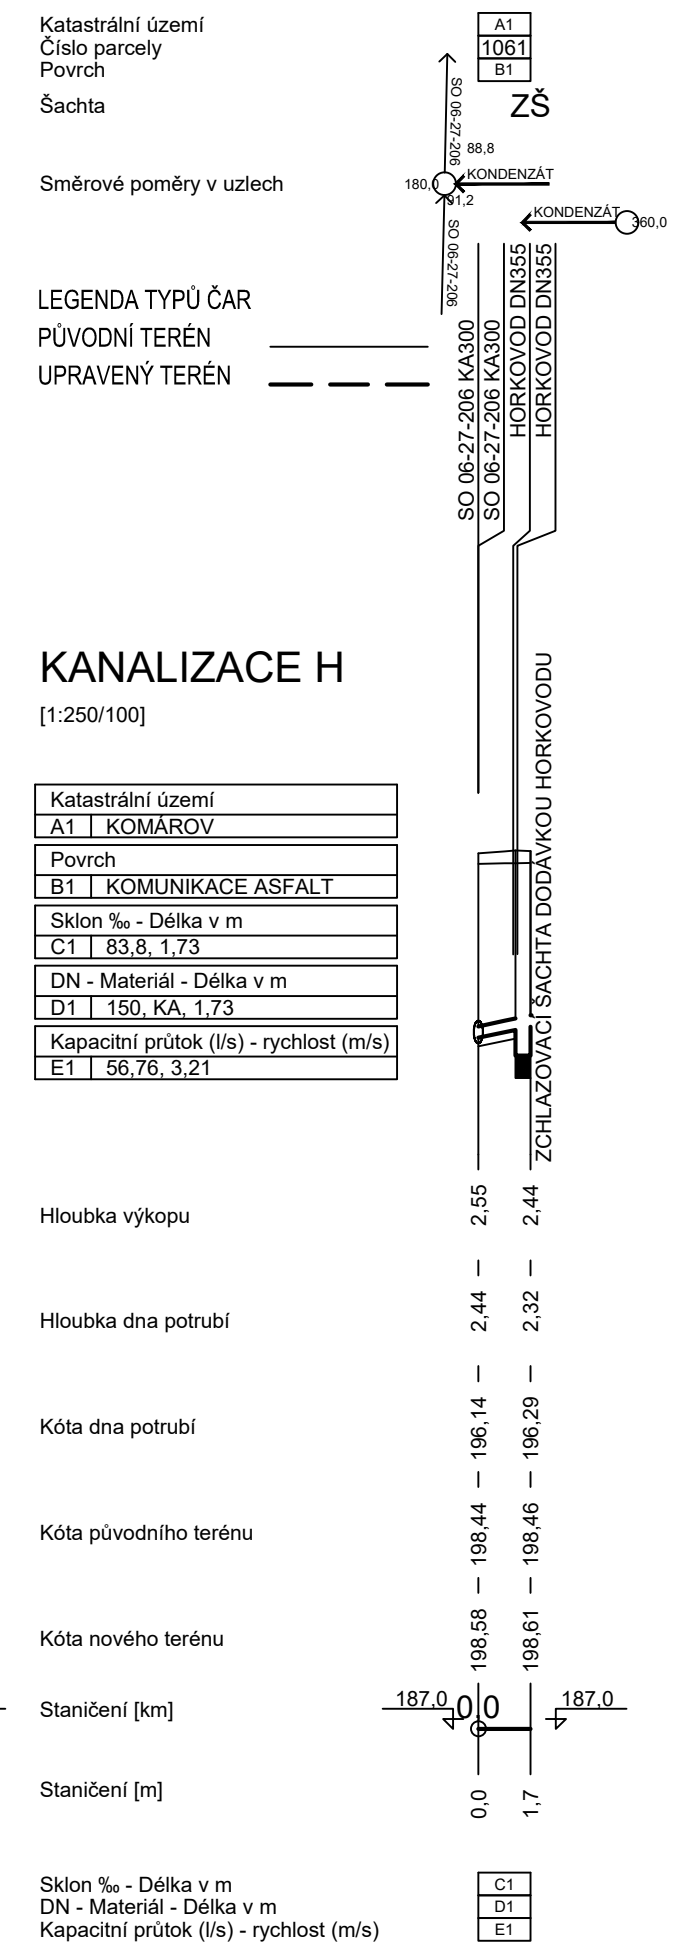 Katastrální území A1
Číslo parcely 1061
Povrch B1
Šachta ZŠ
SO 06-27-206
88,8
Směrové poměry v uzlech 180,0 KONDENZÁT
91,2
KONDENZÁT 360,0
SO 06-27-206
LEGENDA TYPŮ ČAR
PŮVODNÍ TERÉN
UPRAVENÝ TERÉN
SO 06-27-206 KA300
SO 06-27-206 KA300
HORKOVOD DN355
HORKOVOD DN355
KANALIZACE H
[1:250/100]
ZCHLAZOVACÍ ŠACHTA DODÁVKOU HORKOVODU
Katastrální území
A1 KOMÁROV
Povrch
B1 KOMUNIKACE ASFALT
Sklon ‰ - Délka v m
C1 83,8, 1,73
DN - Materiál - Délka v m
D1 150, KA, 1,73
Kapacitní průtok (l/s) - rychlost (m/s)
E1 56,76, 3,21
Hloubka výkopu 2,55 2,44
Hloubka dna potrubí 2,44 2,32
Kóta dna potrubí 196,14 196,29
Kóta původního terénu 198,44 198,46
Kóta nového terénu 198,58 198,61
Staničení [km] 187,0 0,0 187,0
Staničení [m] 0,0 1,7
Sklon ‰ - Délka v m C1
DN - Materiál - Délka v m D1
Kapacitní průtok (l/s) - rychlost (m/s) E1